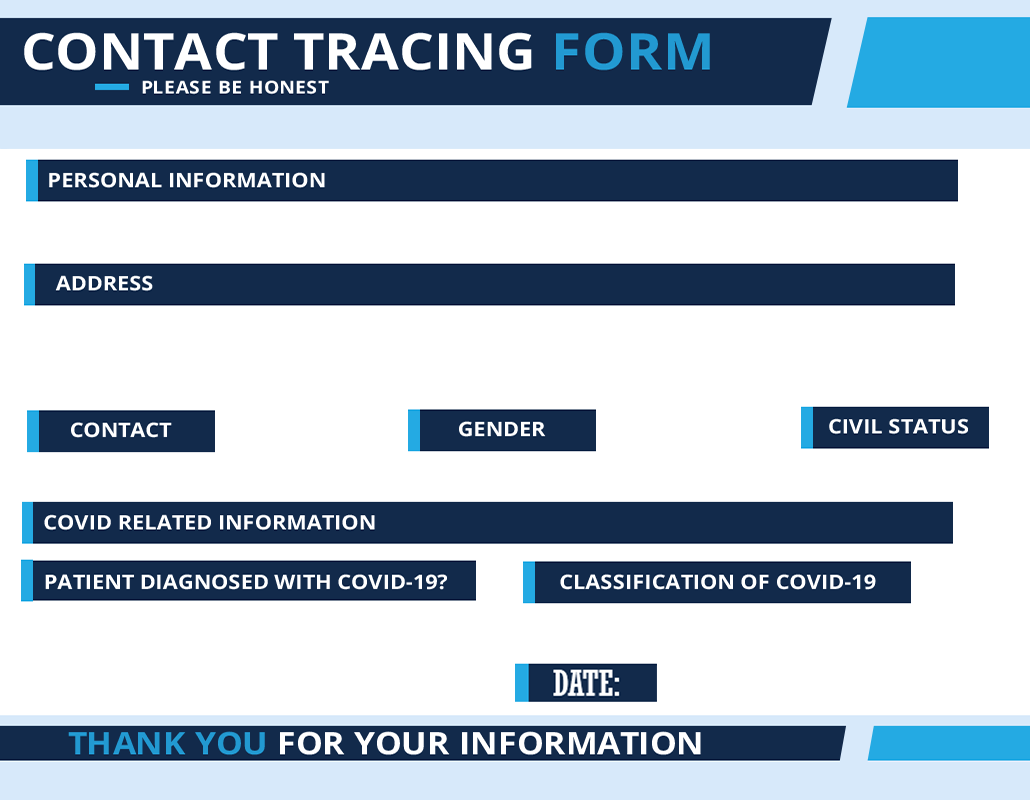 CONTACT TRACING FORM
PLEASE BE HONEST
PERSONAL INFORMATION
ADDRESS
CONTACT
GENDER
CIVIL STATUS
COVID RELATED INFORMATION
PATIENT DIAGNOSED WITH COVID-19?
CLASSIFICATION OF COVID-19
DATE:
THANK YOU FOR YOUR INFORMATION